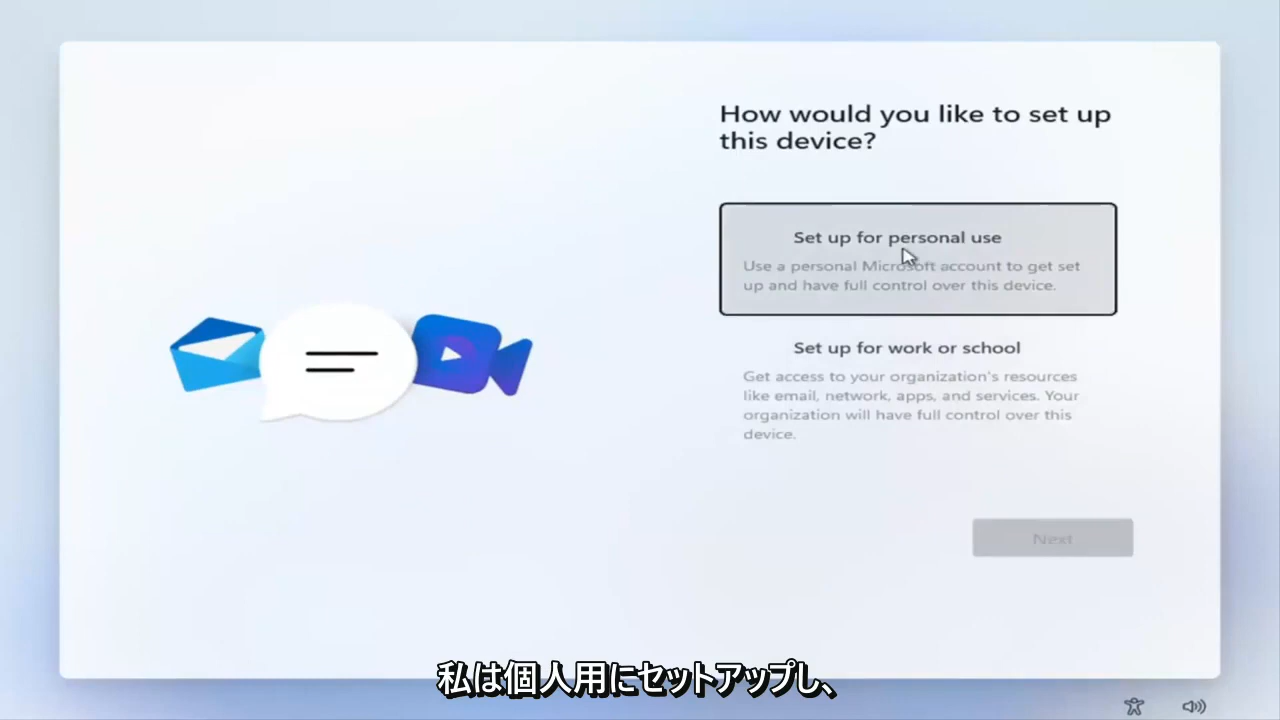 How would you like to set up
this device?
Set up for personal use
Use a personal Microsoft account to get set
up and have full control over this device.
Set up for work or school
Get access to your organization's resources
like email, network, apps, and services. Your
organization will have full control over this
device.
Next
私は個人用にセットアップし、